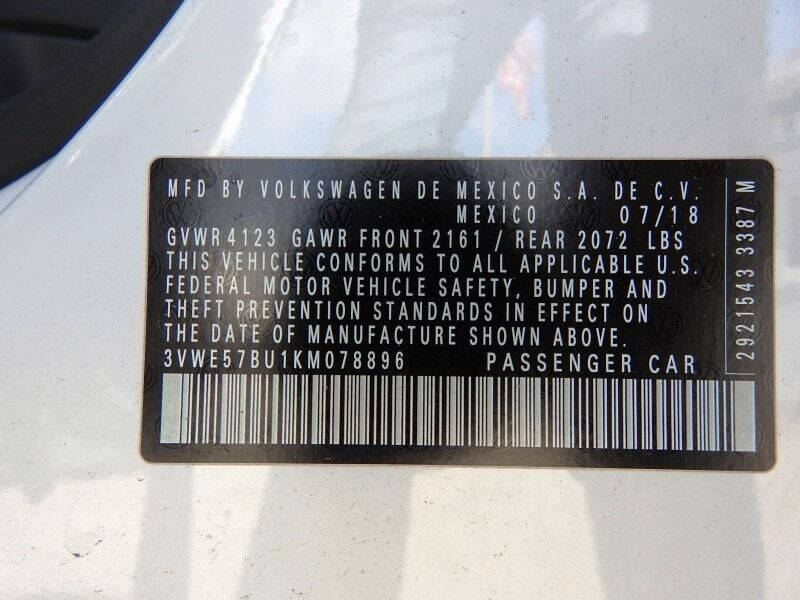 MFD BY VOLKSWAGEN DE MEXICO S.A. DE C.V.
MEXICO 07/18
GVWR 4123 GAWR FRONT 2161 / REAR 2072 LBS
THIS VEHICLE CONFORMS TO ALL APPLICABLE U.S.
FEDERAL MOTOR VEHICLE SAFETY, BUMPER AND
THEFT PREVENTION STANDARDS IN EFFECT ON
THE DATE OF MANUFACTURE SHOWN ABOVE.
3VWE57BU1KM078896 PASSENGER CAR
2921543 3387 M